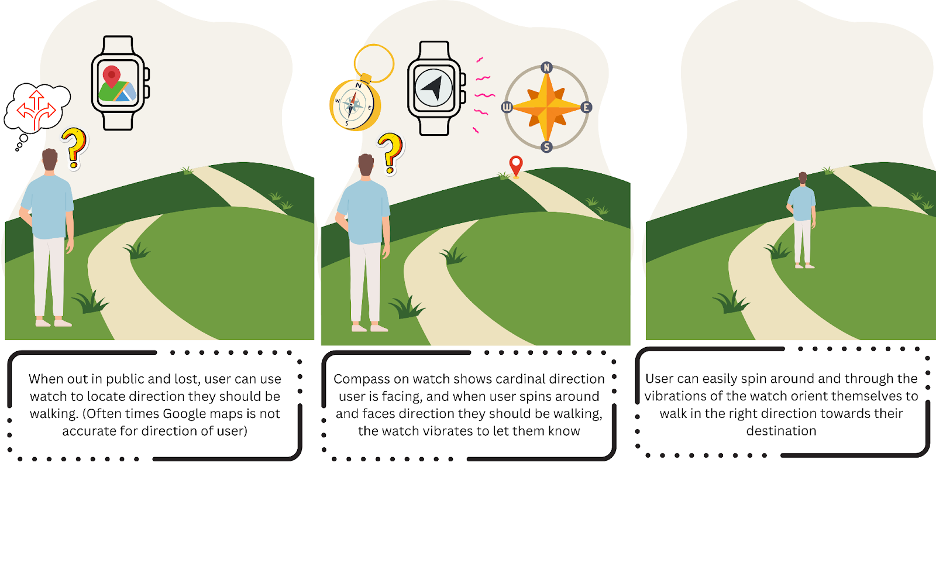 N
W
E
S
N
W
E
S
When out in public and lost, user can use
watch to locate direction they should be
walking. (Often times Google maps is not
accurate for direction of user)
Compass on watch shows cardinal direction
user is facing, and when user spins around
and faces direction they should be walking,
the watch vibrates to let them know
User can easily spin around and through the
vibrations of the watch orient themselves to
walk in the right direction towards their
destination